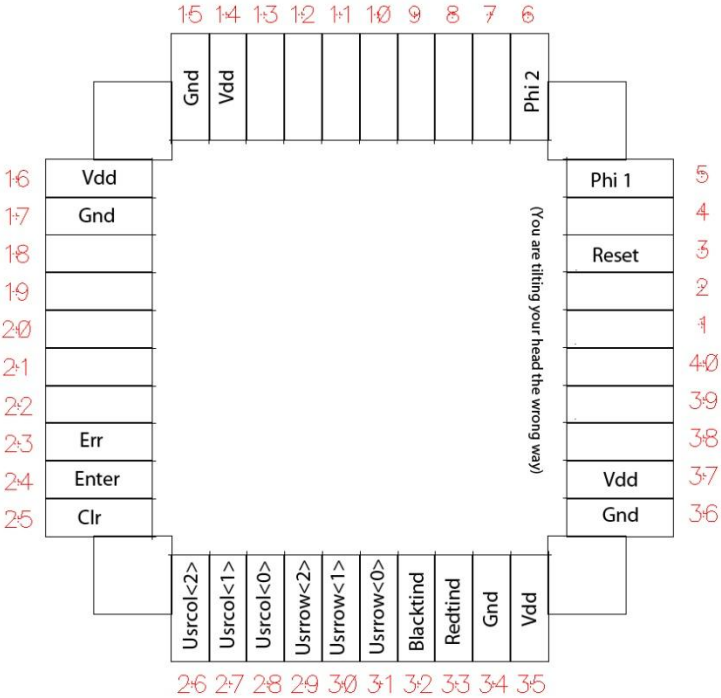 15 14 13 12 11 10 9 8 7 6
Gnd Vdd Phi 2
16 Vdd Phi 1 5
17 Gnd 4
18 Reset 3
19 2
20 1
21 40
22 39
23 Err 38
24 Enter Vdd 37
25 Clr Gnd 36
(You are tilting your head the wrong way)
Usrcol<2> Usrcol<1> Usrcol<0> Usrrow<2> Usrrow<1> Usrrow<0> Blacktind Redtind Gnd Vdd
26 27 28 29 30 31 32 33 34 35